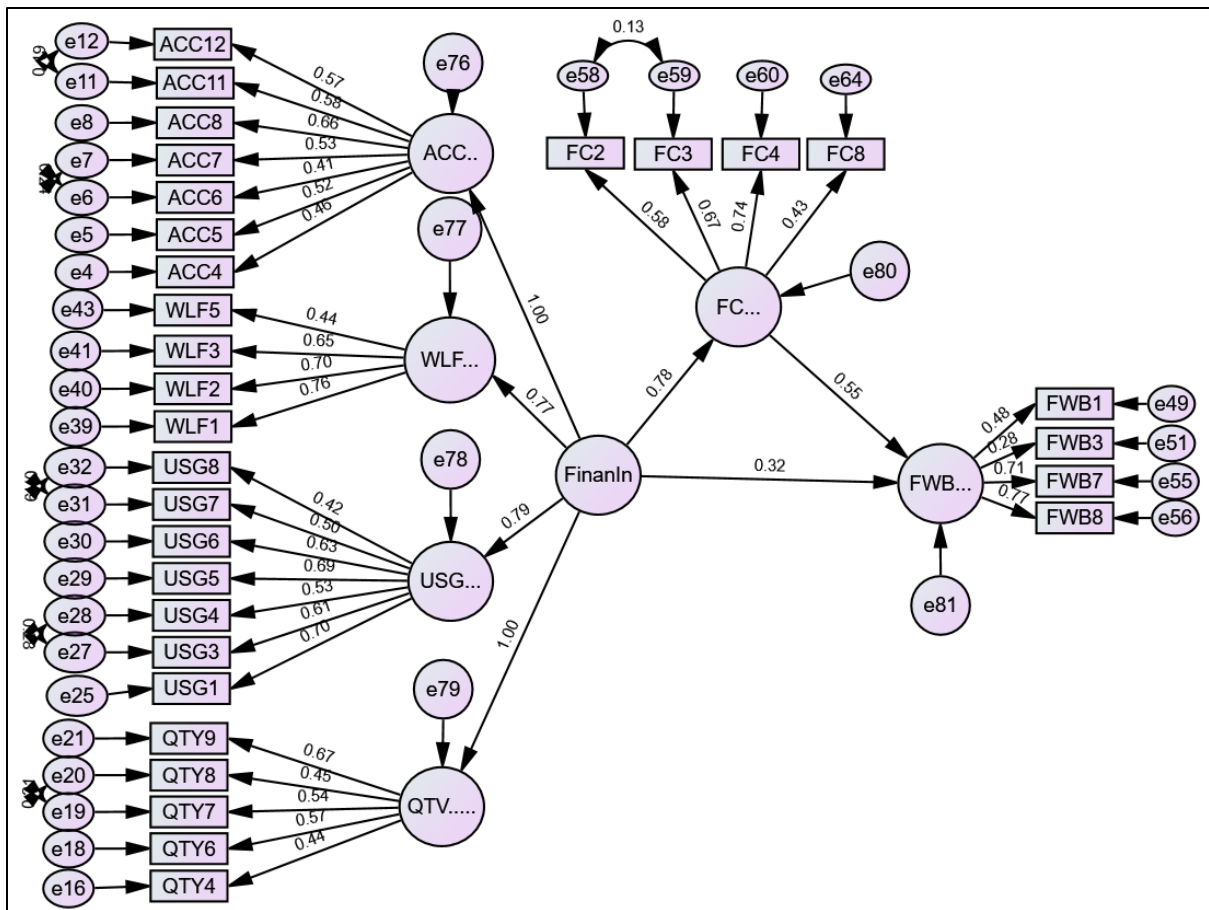 e12 ACC12 0.57
e11 ACC11 0.58
e8 ACC8 0.66
e7 ACC7 0.53
e6 ACC6 0.41
e5 ACC5 0.52
e4 ACC4 0.46
e76
ACC..
e43 WLF5 0.44
e41 WLF3 0.65
e40 WLF2 0.70
e39 WLF1 0.76
e77
WLF...
e32 USG8 0.42
e31 USG7 0.50
e30 USG6 0.63
e29 USG5 0.69
e28 USG4 0.53
e27 USG3 0.61
e25 USG1 0.70
e78
USG...
e21 QTY9 0.67
e20 QTY8 0.45
e19 QTY7 0.54
e18 QTY6 0.57
e16 QTY4 0.44
e79
QTV.....
1.00
0.77
0.79
1.00
FinanIn
0.78
0.32
0.13
e58 e59 e60 e64
FC2 FC3 FC4 FC8
0.58 0.67 0.74 0.43
FC...
e80
0.55
FWB...
e81
0.48 FWB1 e49
0.28 FWB3 e51
0.71 FWB7 e55
0.77 FWB8 e56